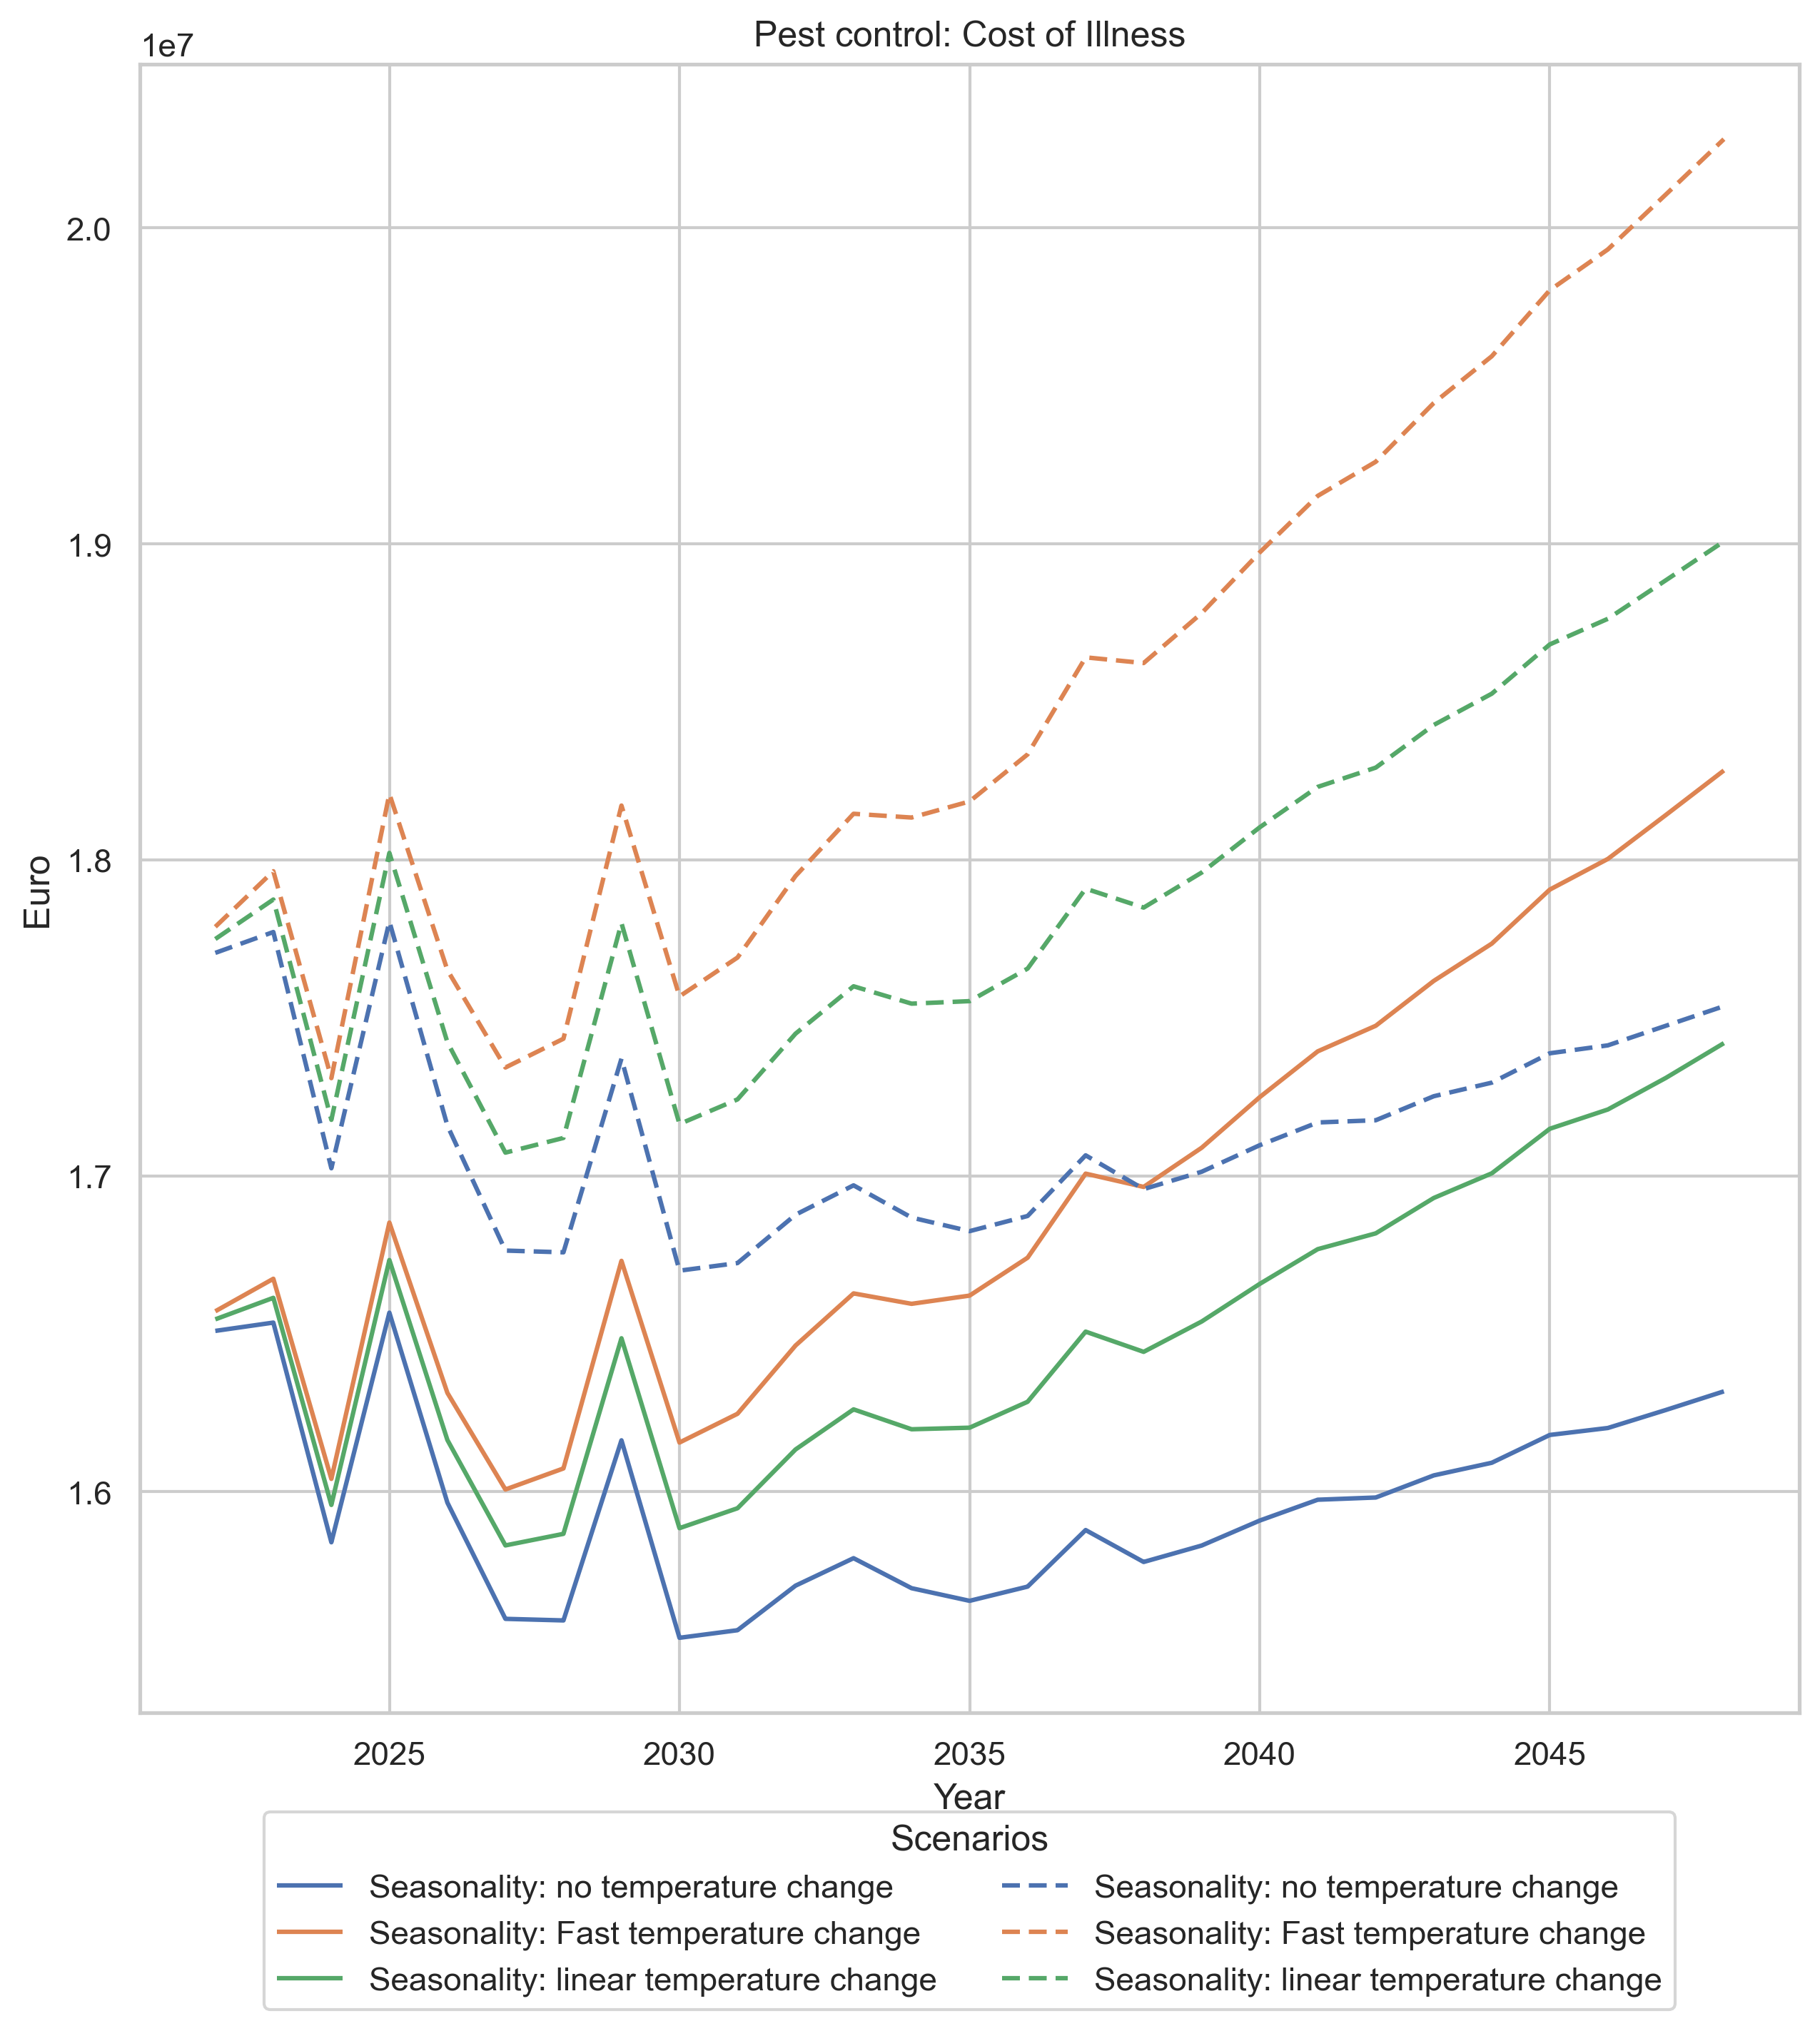 Pest control: Cost of Illness
1e7
2.0
1.9
1.8
1.7
1.6
Euro
2025 2030 2035 2040 2045
Year
Scenarios
Seasonality: no temperature change Seasonality: no temperature change
Seasonality: Fast temperature change Seasonality: Fast temperature change
Seasonality: linear temperature change Seasonality: linear temperature change